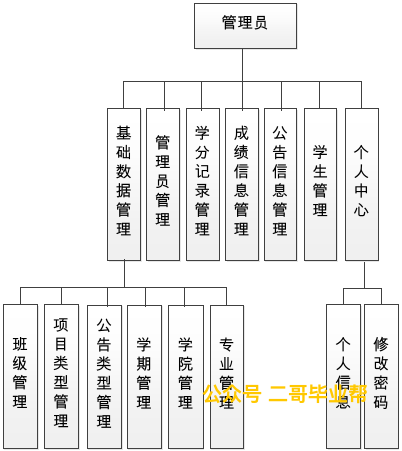 管理员
基础数据管理
管理员管理
学分记录管理
成绩信息管理
公告信息管理
学生管理
个人中心
班级管理
项目类型管理
公告类型管理
学期管理
学院管理
专业管理
个人信息
修改密码
公众号 二哥毕业帮